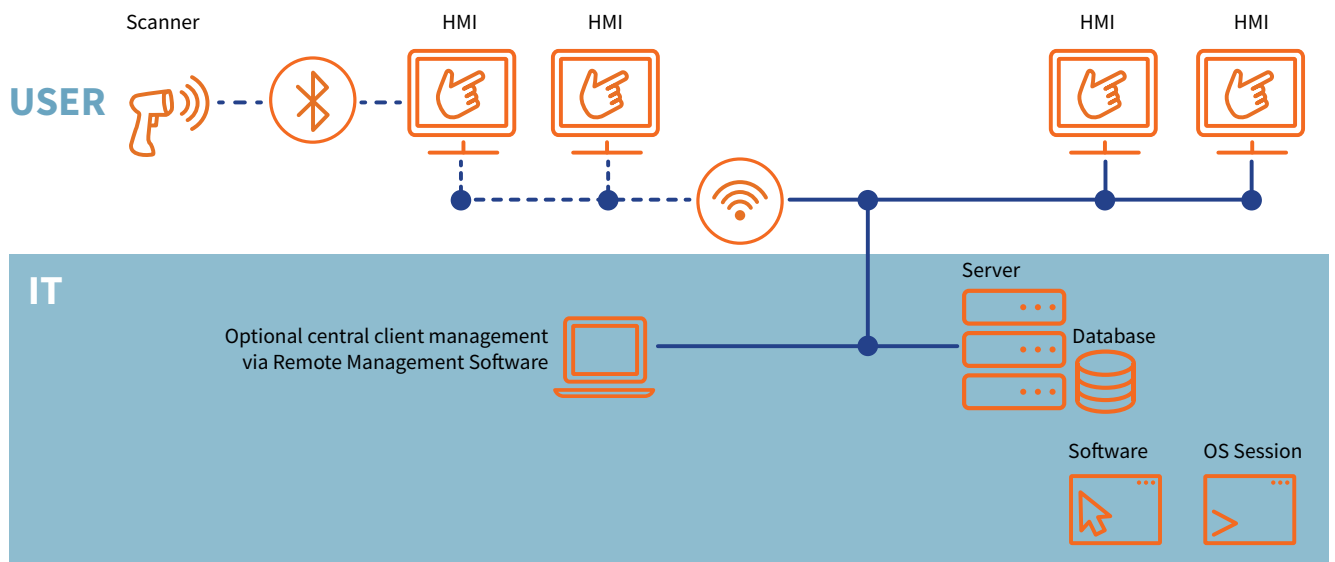 Scanner
HMI
HMI
HMI
HMI
USER
IT
Server
Optional central client management
via Remote Management Software
Database
Software
OS Session